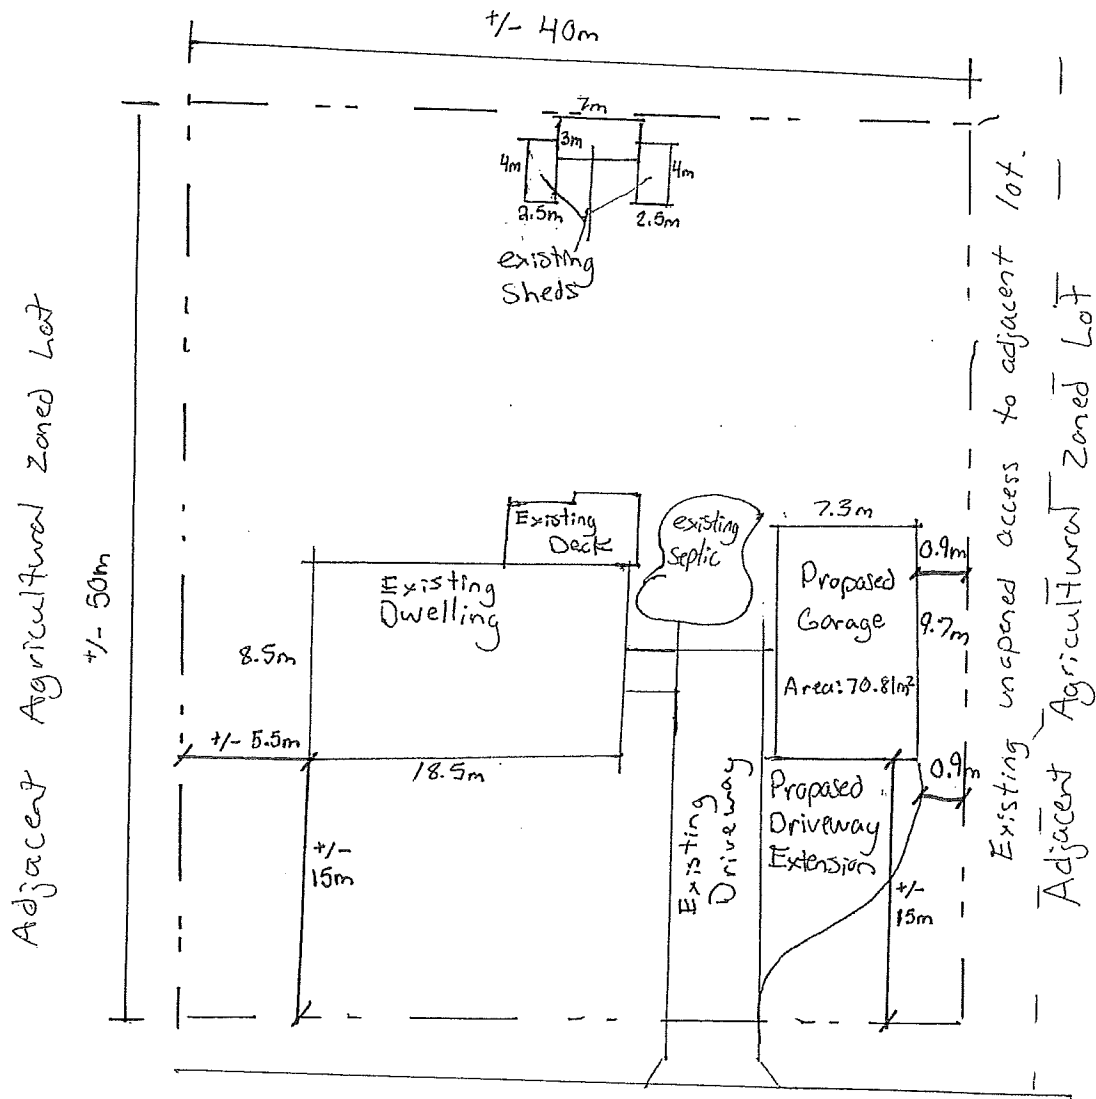 +/- 40m
7m
3m
4m
4m
2.5m
2.5m
existing
Sheds
Adjacent Agricultural Zoned Lot
+/- 50m
Existing unopened access to adjacent lot.
Adjacent Agricultural Zoned Lot
Existing
Deck
existing
septic
7.3m
0.9m
Existing
Dwelling
Proposed
Garage
9.7m
8.5m
Area: 70.81m²
+/- 5.5m
18.5m
0.9m
Proposed
Driveway
Extension
Existing
Driveway
+/-
15m
+/-
15m